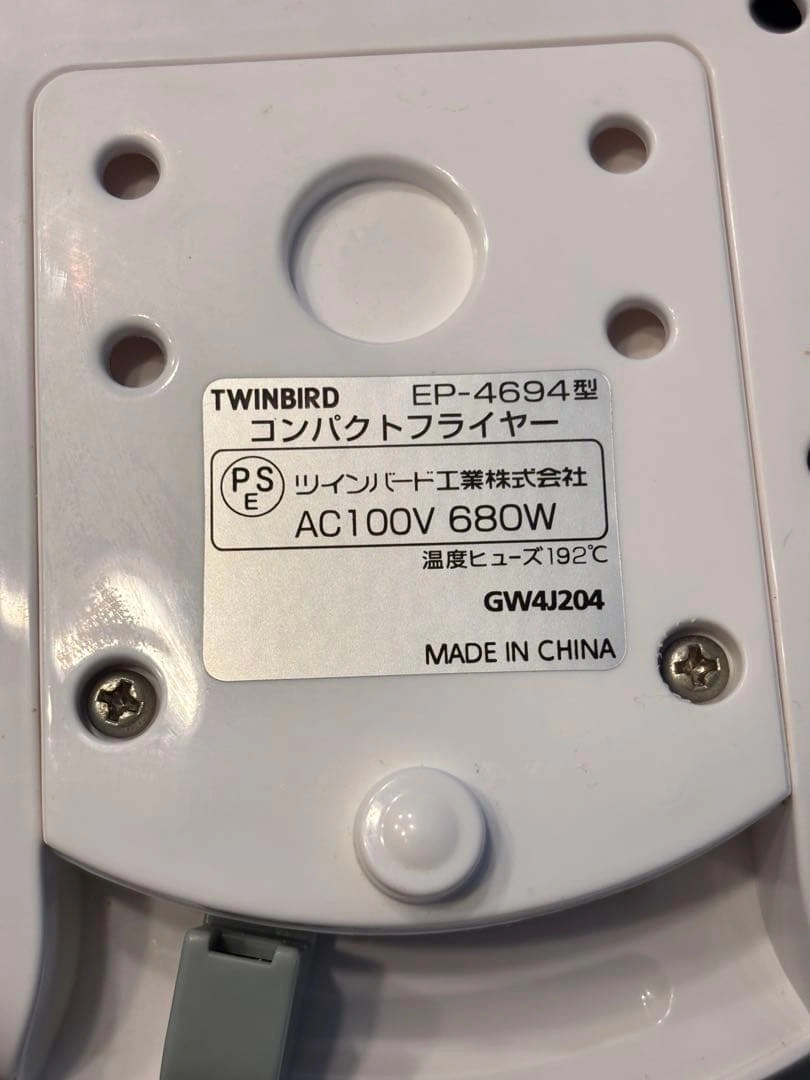 TWINBIRD EP-4694型
コンパクトフライヤー
PSE ツインバード工業株式会社
AC100V 680W
温度ヒューズ192℃
GW4J204
MADE IN CHINA